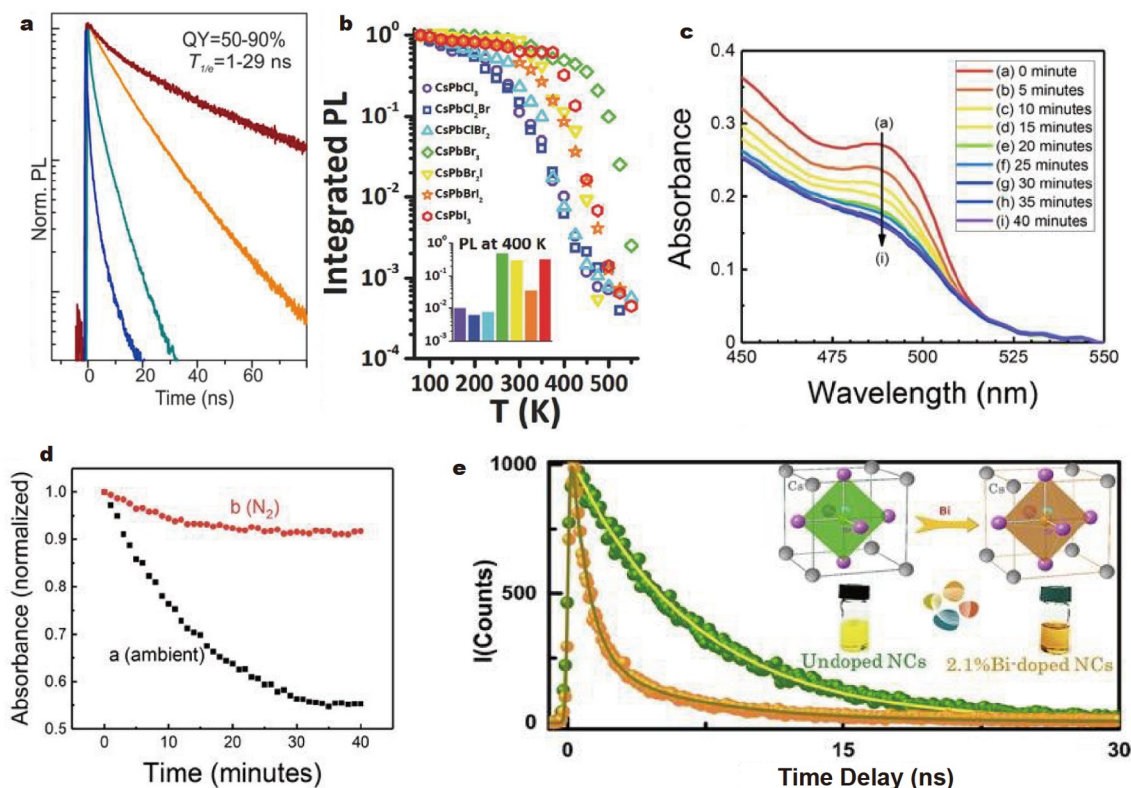 a
QY=50-90%
T1/e=1-29 ns
Norm. PL
0 20 40 60 80
Time (ns)
b
Integrated PL
10^0
10^-1
10^-2
10^-3
10^-4
CsPbCl3
CsPbCl2Br
CsPbClBr2
CsPbBr3
CsPbBr2I
CsPbBrI2
CsPbI3
PL at 400 K
10^0
10^-1
10^-2
10^-3
100 200 300 400 500
T (K)
c
Absorbance
0.4
0.3
0.2
0.1
0.0
(a)
(i)
(a) 0 minute
(b) 5 minutes
(c) 10 minutes
(d) 15 minutes
(e) 20 minutes
(f) 25 minutes
(g) 30 minutes
(h) 35 minutes
(i) 40 minutes
450 475 500 525 550
Wavelength (nm)
d
Absorbance (normalized)
1.0
0.9
0.8
0.7
0.6
0.5
b (N2)
a (ambient)
0 10 20 30 40
Time (minutes)
e
I(Counts)
1000
500
0
Cs Bi Cs
Undoped NCs 2.1%Bi-doped NCs
0 15 30
Time Delay (ns)